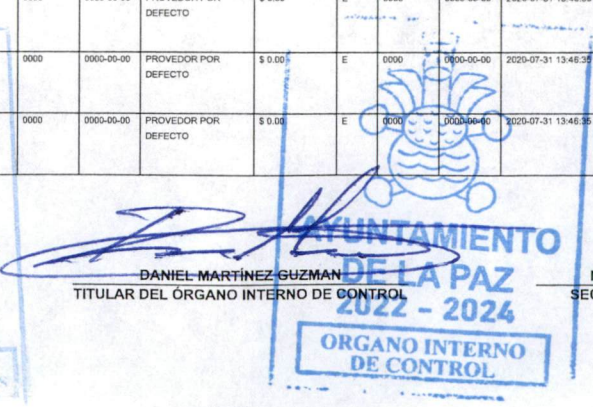 DEFECTO
0000 0000-00-00 PROVEDOR POR DEFECTO $ 0.00 E 0000 0000-00-00 2020-07-31 13:46:35
0000 0000-00-00 PROVEDOR POR DEFECTO $ 0.00 E 0000 0000-00-00 2020-07-31 13:46:35
AYUNTAMIENTO
DE LA PAZ
2022 - 2024
ORGANO INTERNO
DE CONTROL
DANIEL MARTÍNEZ GUZMAN
TITULAR DEL ÓRGANO INTERNO DE CONTROL